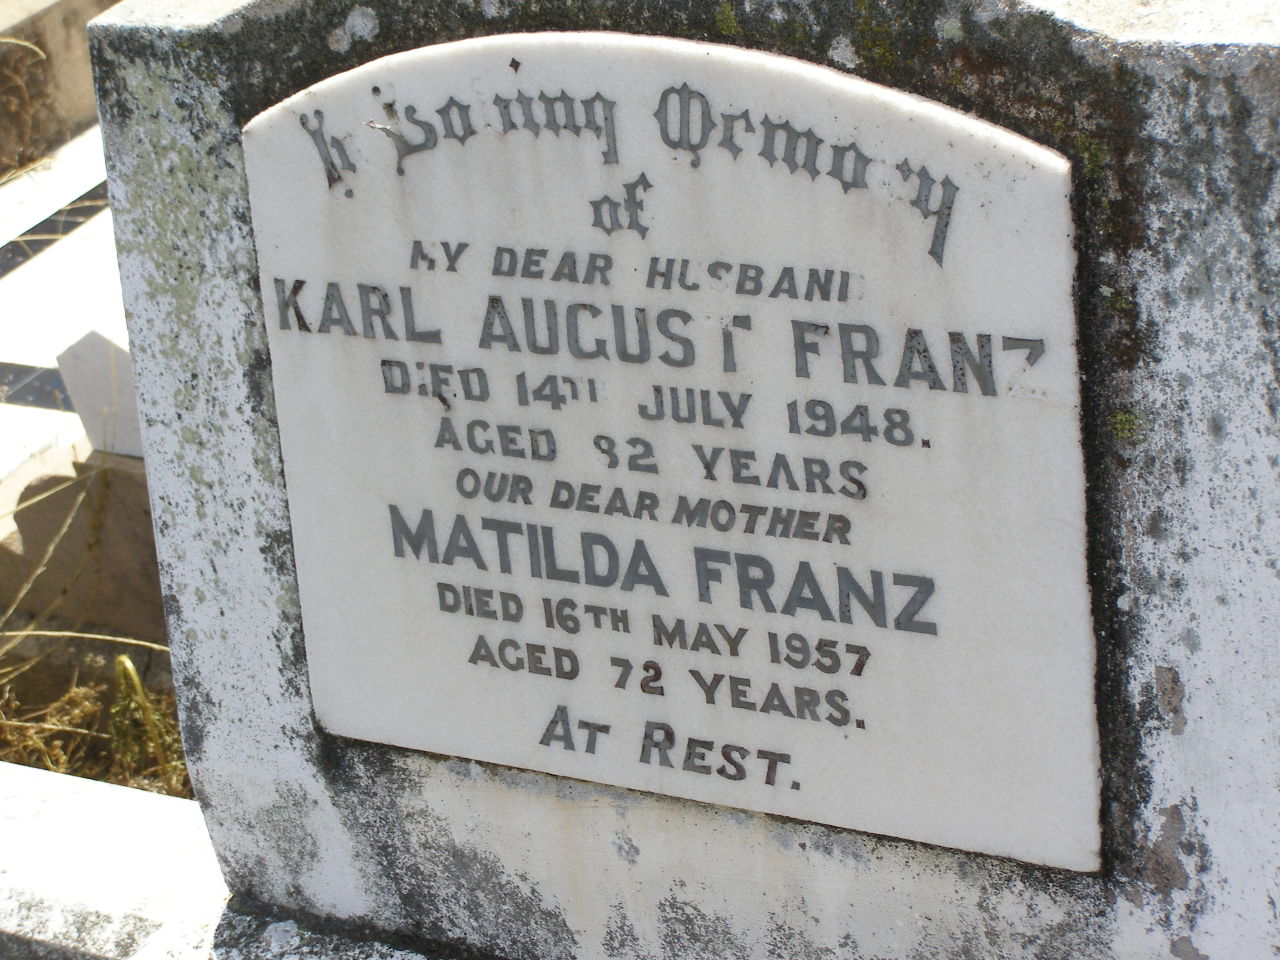 In Loving Memory
of
MY DEAR HUSBAND
KARL AUGUST FRANZ
DIED 14TH JULY 1948.
AGED 82 YEARS
OUR DEAR MOTHER
MATILDA FRANZ
DIED 16TH MAY 1957
AGED 72 YEARS.
AT REST.